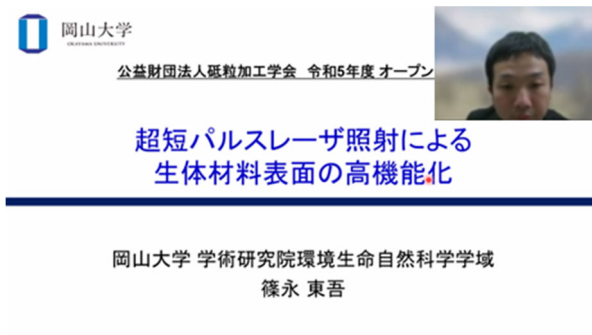 岡山大学
OKAYAMA UNIVERSITY
公益財団法人砥粒加工学会 令和5年度 オープン
超短パルスレーザ照射による
生体材料表面の高機能化
岡山大学 学術研究院環境生命自然科学学域
篠永 東吾